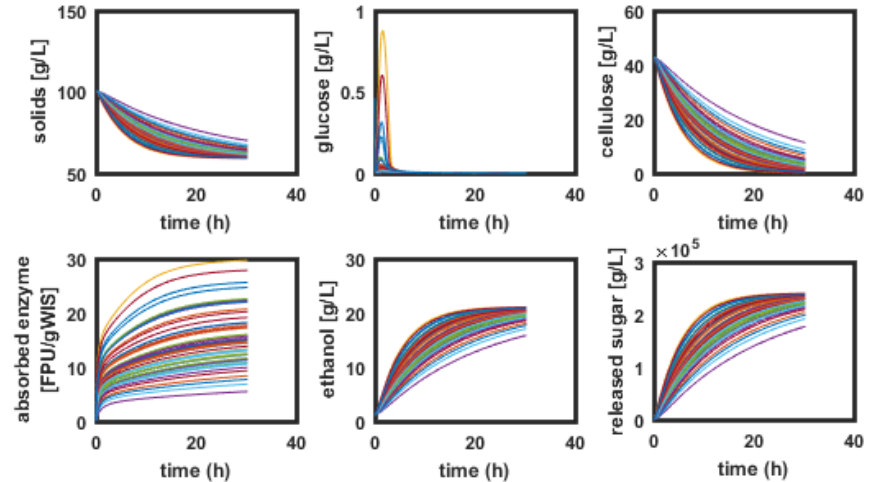 150
100
50
solids [g/L]
0 20 40
time (h)
1
0.5
0
glucose [g/L]
0 20 40
time (h)
60
40
20
0
cellulose [g/L]
0 20 40
time (h)
30
20
10
0
absorbed enzyme
[FPU/gWIS]
0 20 40
time (h)
30
20
10
0
ethanol [g/L]
0 20 40
time (h)
×10⁵
3
2
1
0
released sugar [g/L]
0 20 40
time (h)